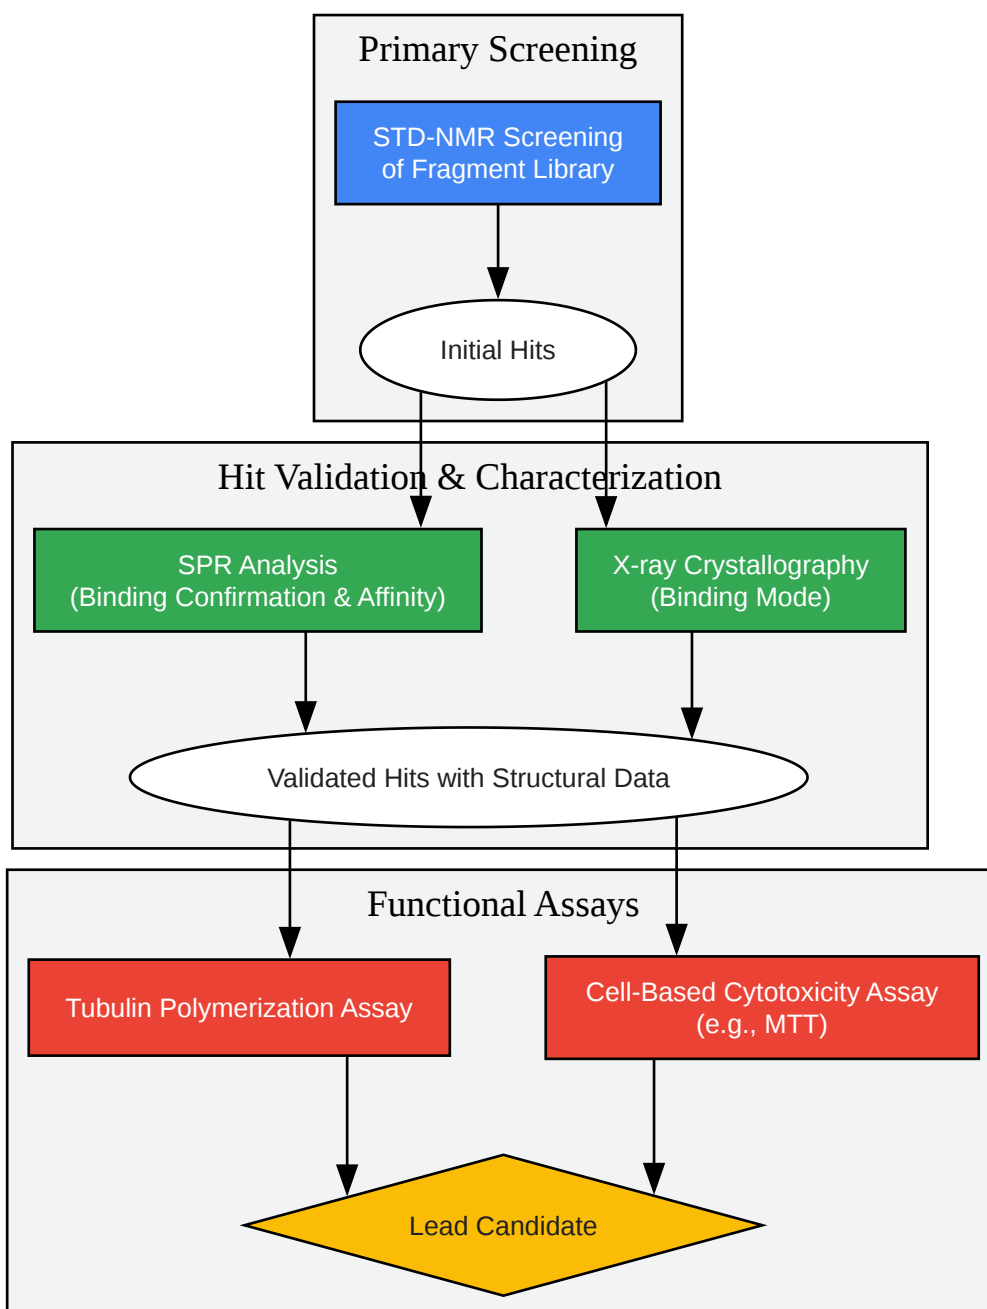 Primary Screening
STD-NMR Screening
of Fragment Library
Initial Hits
Hit Validation & Characterization
SPR Analysis
(Binding Confirmation & Affinity)
X-ray Crystallography
(Binding Mode)
Validated Hits with Structural Data
Functional Assays
Tubulin Polymerization Assay
Cell-Based Cytotoxicity Assay
(e.g., MTT)
Lead Candidate